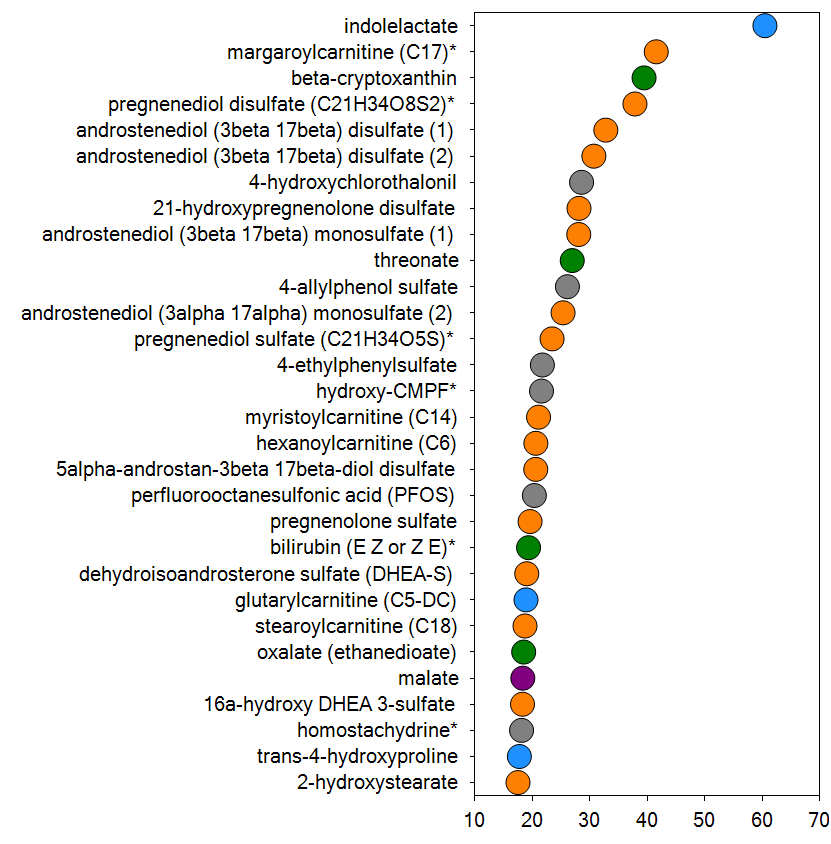 indolelactate
margaroylcarnitine (C17)*
beta-cryptoxanthin
pregnenediol disulfate (C21H34O8S2)*
androstenediol (3beta 17beta) disulfate (1)
androstenediol (3beta 17beta) disulfate (2)
4-hydroxychlorothalonil
21-hydroxypregnenolone disulfate
androstenediol (3beta 17beta) monosulfate (1)
threonate
4-allylphenol sulfate
androstenediol (3alpha 17alpha) monosulfate (2)
pregnenediol sulfate (C21H34O5S)*
4-ethylphenylsulfate
hydroxy-CMPF*
myristoylcarnitine (C14)
hexanoylcarnitine (C6)
5alpha-androstan-3beta 17beta-diol disulfate
perfluorooctanesulfonic acid (PFOS)
pregnenolone sulfate
bilirubin (E Z or Z E)*
dehydroisoandrosterone sulfate (DHEA-S)
glutarylcarnitine (C5-DC)
stearoylcarnitine (C18)
oxalate (ethanedioate)
malate
16a-hydroxy DHEA 3-sulfate
homostachydrine*
trans-4-hydroxyproline
2-hydroxystearate
10 20 30 40 50 60 70